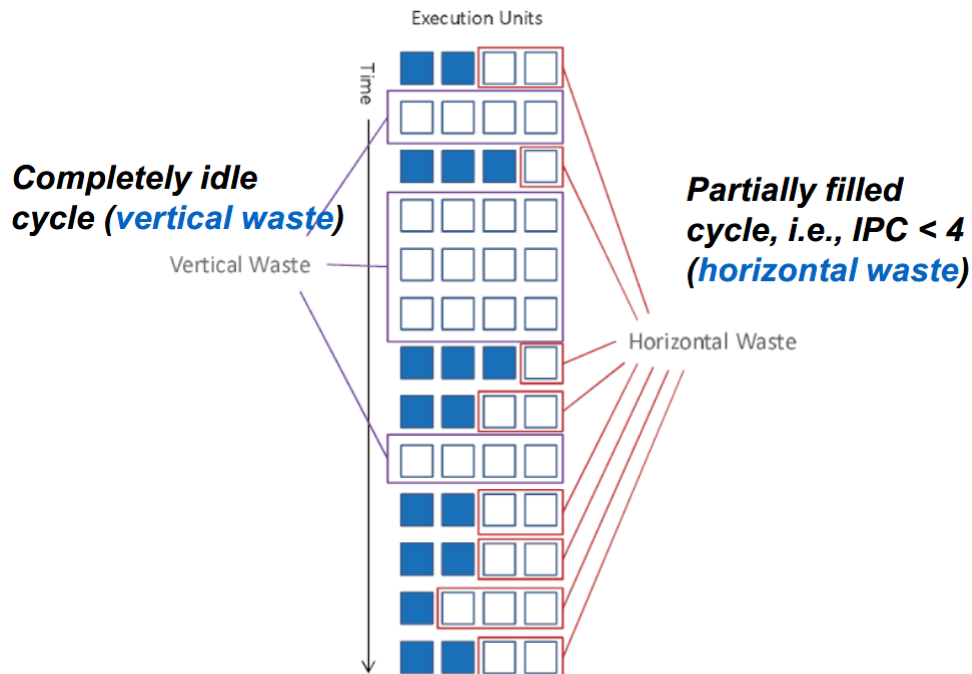 Execution Units
Time
Completely idle
cycle (vertical waste)
Vertical Waste
Partially filled
cycle, i.e., IPC < 4
(horizontal waste)
Horizontal Waste